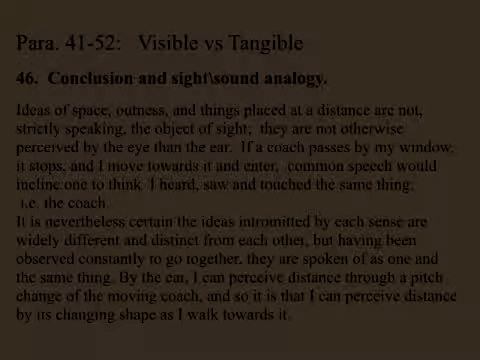 Para. 41-52: Visible vs Tangible
46. Conclusion and sight\sound analogy.
Ideas of space, outness, and things placed at a distance are not,
strictly speaking, the object of sight; they are not otherwise
perceived by the eye than the ear. If a coach passes by my window,
it stops, and I move towards it and enter, common speech would
incline one to think I heard, saw and touched the same thing;
i.e. the coach.
It is nevertheless certain the ideas intromitted by each sense are
widely different and distinct from each other, but having been
observed constantly to go together, they are spoken of as one and
the same thing. By the ear, I can perceive distance through a pitch
change of the moving coach, and so it is that I can perceive distance
by its changing shape as I walk towards it.